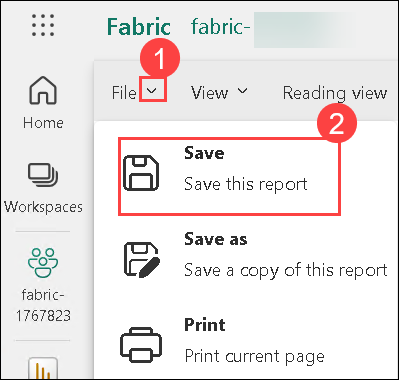 Fabric fabric-
1
File View Reading view
2
Home
Save
Save this report
Workspaces
Save as
Save a copy of this report
fabric-
1767823
Print
Print current page